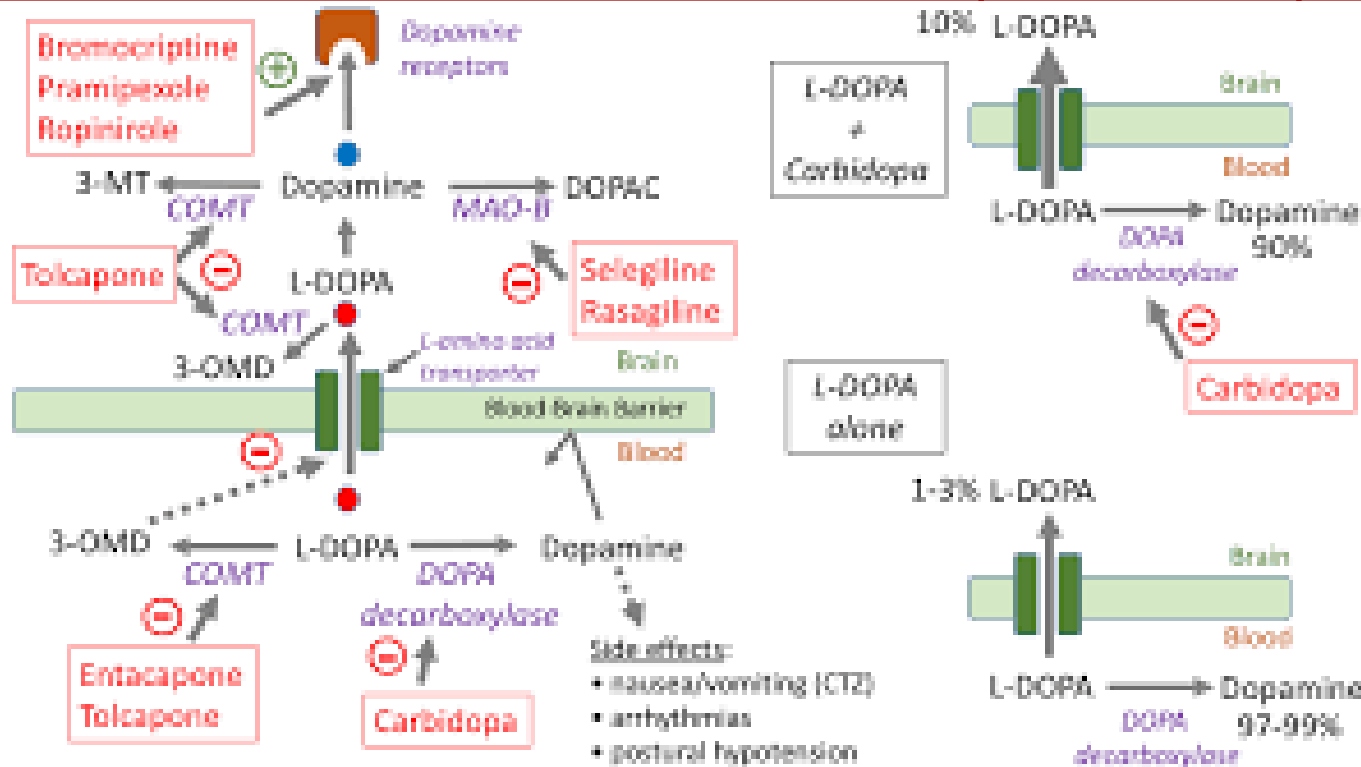 Bromocriptine
Pramipexole
Ropinirole
+
Dopamine
receptors
3-MT
Dopamine
DOPAC
COMT
MAO-B
Tolcapone
−
L-DOPA
−
Selegiline
Rasagiline
COMT
3-OMD
L-amino acid
transporter
Brain
Blood Brain Barrier
Blood
−
3-OMD
L-DOPA
Dopamine
COMT
DOPA
decarboxylase
−
Entacapone
Tolcapone
−
Carbidopa
Side effects:
• nausea/vomiting (CTZ)
• arrhythmias
• postural hypotension
10% L-DOPA
L-DOPA
+
Carbidopa
Brain
Blood
L-DOPA
Dopamine
90%
DOPA
decarboxylase
−
Carbidopa
L-DOPA
alone
1-3% L-DOPA
Brain
Blood
L-DOPA
Dopamine
97-99%
DOPA
decarboxylase